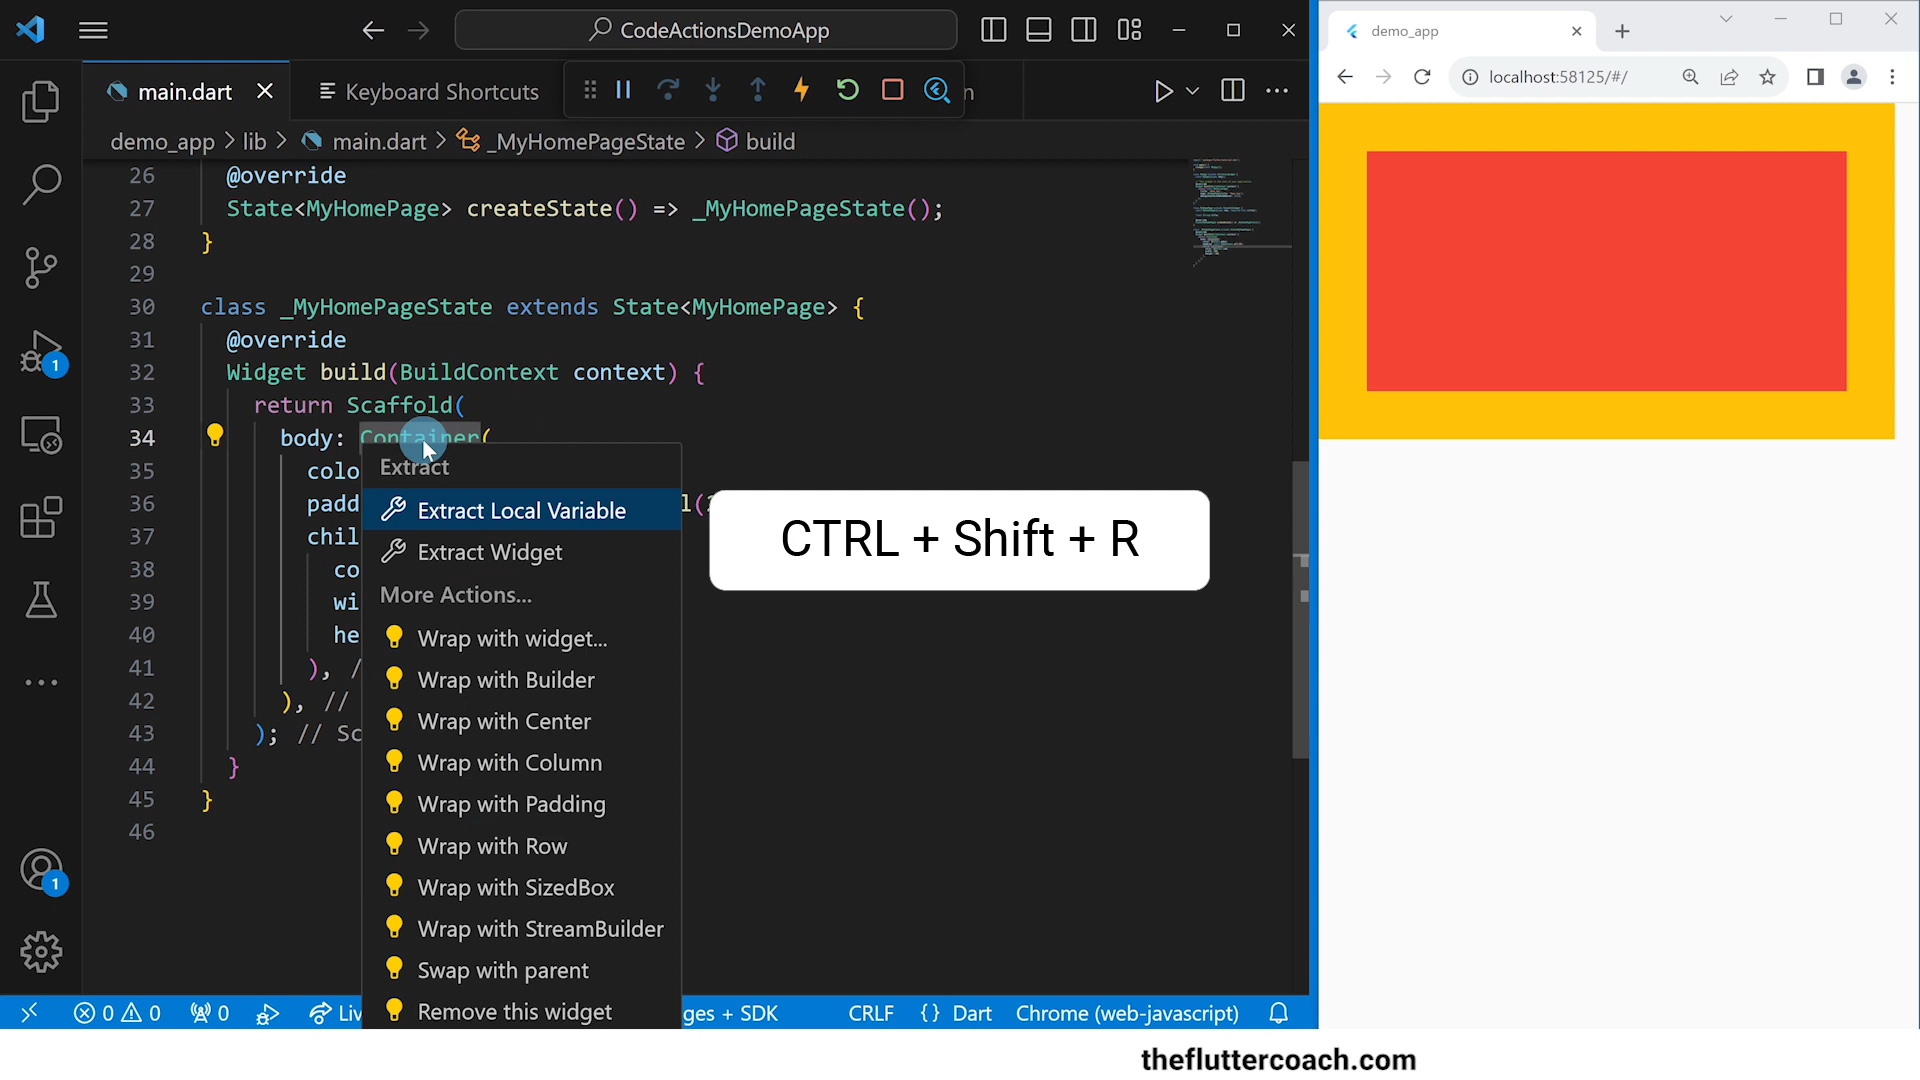 CodeActionsDemoApp
main.dart
Keyboard Shortcuts
n
demo_app > lib > main.dart > _MyHomePageState > build
26 @override
27 State<MyHomePage> createState() => _MyHomePageState();
28 }
29
30 class _MyHomePageState extends State<MyHomePage> {
31 @override
32 Widget build(BuildContext context) {
33 return Scaffold(
34 body: Container(
35 colo
36 padd l(
37 chil
38 co
39 wi
40 he
41 ), /
42 ), //
43 ); // Sc
44 }
45 }
46
Extract
Extract Local Variable
Extract Widget
More Actions...
Wrap with widget...
Wrap with Builder
Wrap with Center
Wrap with Column
Wrap with Padding
Wrap with Row
Wrap with SizedBox
Wrap with StreamBuilder
Swap with parent
Remove this widget
CTRL + Shift + R
1
1
0 0 0 Liv ges + SDK CRLF {} Dart Chrome (web-javascript)
demo_app
localhost:58125/#/
thefluttercoach.com